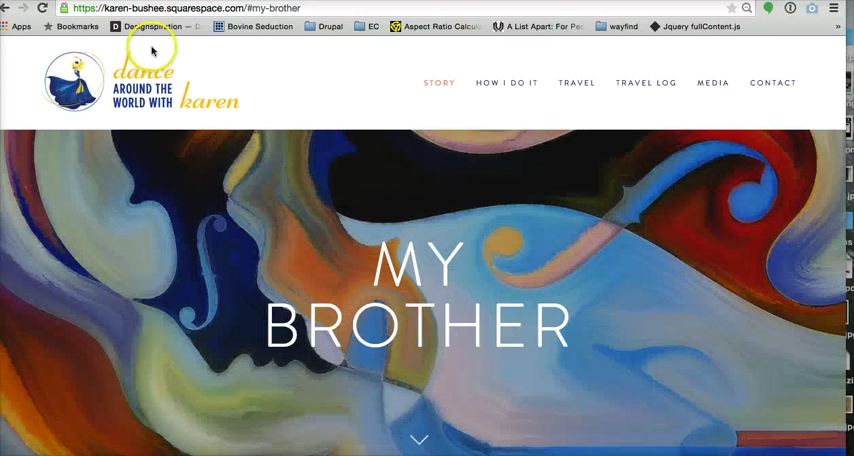 https://karen-bushee.squarespace.com/#my-brother
Apps Bookmarks Designspiration — D Bovine Seduction Drupal EC Aspect Ratio Calcul A List Apart: For Pe wayfind Jquery fullContent.js »
dance
AROUND THE
WORLD WITH karen
STORY HOW I DO IT TRAVEL TRAVEL LOG MEDIA CONTACT
MY
BROTHER